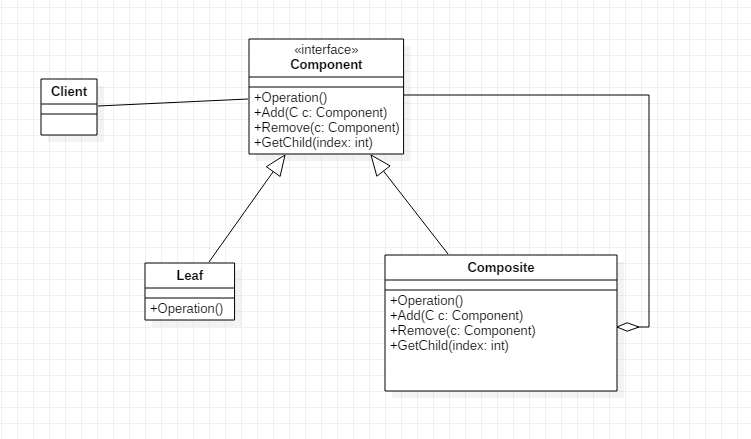 «interface»
Component
+Operation()
+Add(C c: Component)
+Remove(c: Component)
+GetChild(index: int)
Client
Leaf
+Operation()
Composite
+Operation()
+Add(C c: Component)
+Remove(c: Component)
+GetChild(index: int)